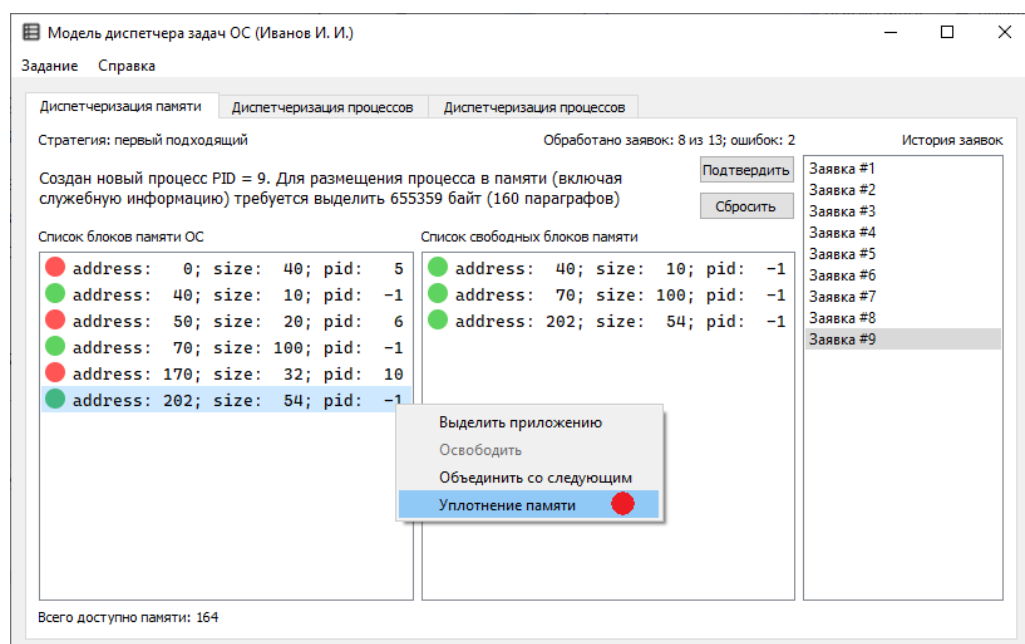 Модель диспетчера задач ОС (Иванов И. И.)
Задание Справка
Диспетчеризация памяти Диспетчеризация процессов Диспетчеризация процессов
Стратегия: первый подходящий Обработано заявок: 8 из 13; ошибок: 2 История заявок
Создан новый процесс PID = 9. Для размещения процесса в памяти (включая
служебную информацию) требуется выделить 655359 байт (160 параграфов)
Подтвердить
Сбросить
Список блоков памяти ОС
address: 0; size: 40; pid: 5
address: 40; size: 10; pid: -1
address: 50; size: 20; pid: 6
address: 70; size: 100; pid: -1
address: 170; size: 32; pid: 10
address: 202; size: 54; pid: -1
Список свободных блоков памяти
address: 40; size: 10; pid: -1
address: 70; size: 100; pid: -1
address: 202; size: 54; pid: -1
Выделить приложению
Освободить
Объединить со следующим
Уплотнение памяти
Заявка #1
Заявка #2
Заявка #3
Заявка #4
Заявка #5
Заявка #6
Заявка #7
Заявка #8
Заявка #9
Всего доступно памяти: 164